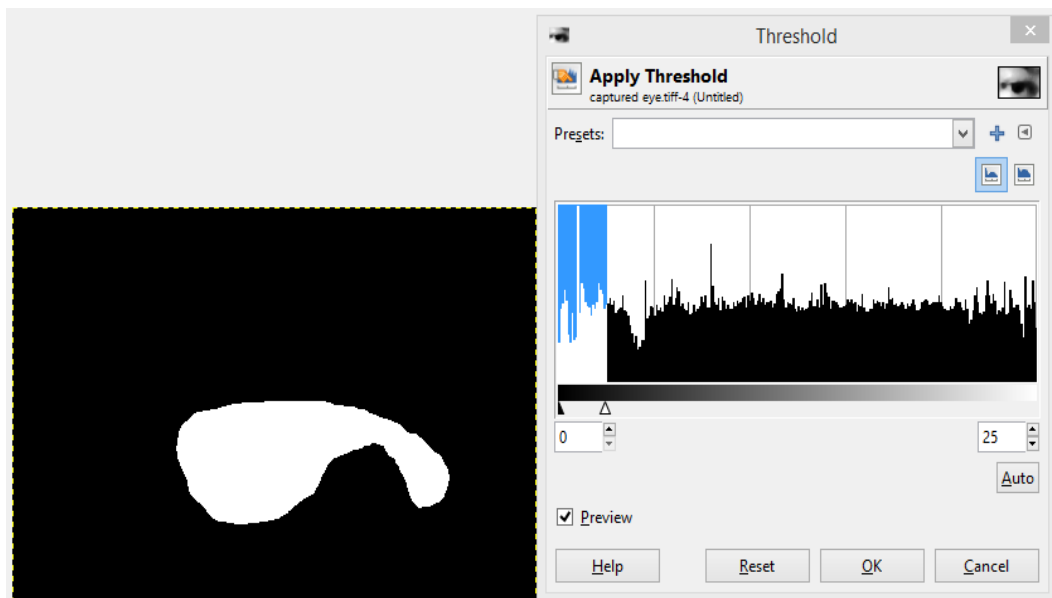 Threshold
Apply Threshold
captured eye.tiff-4 (Untitled)
Presets:
0 25
Auto
Preview
Help Reset OK Cancel